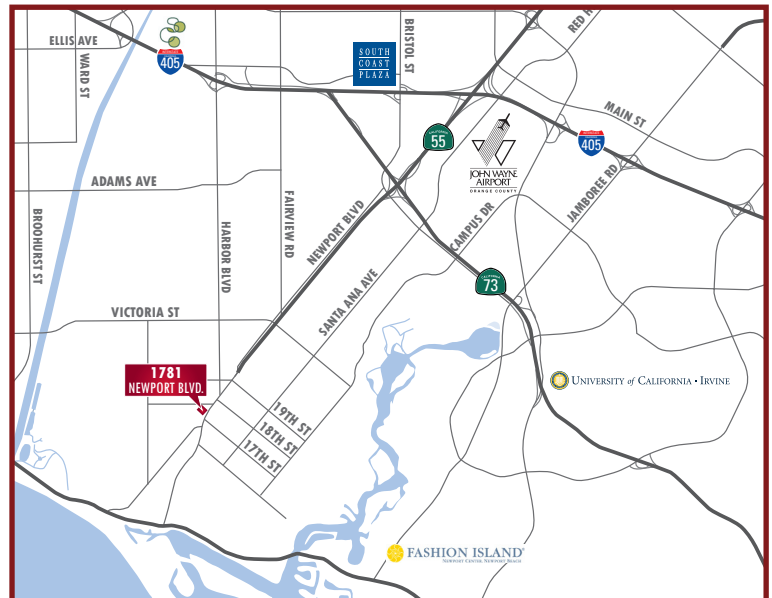 ELLIS AVE
WARD ST
405
SOUTH
COAST
PLAZA
BRISTOL ST
RED H
MAIN ST
CALIFORNIA
55
JOHN WAYNE
AIRPORT
ORANGE COUNTY
405
JAMBOREE RD
ADAMS AVE
BROOHURST ST
HARBOR BLVD
FAIRVIEW RD
NEWPORT BLVD
SANTA ANA AVE
CAMPUS DR
CALIFORNIA
73
VICTORIA ST
1781
NEWPORT BLVD.
19TH ST
18TH ST
17TH ST
UNIVERSITY of CALIFORNIA • IRVINE
FASHION ISLAND®
NEWPORT CENTER, NEWPORT BEACH